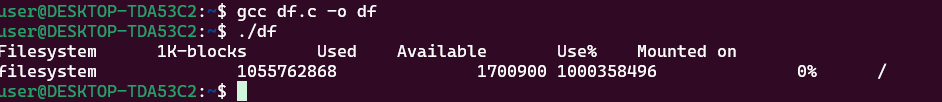 user@DESKTOP-TDA53C2:~$ gcc df.c -o df
user@DESKTOP-TDA53C2:~$ ./df
Filesystem     1K-blocks      Used    Available       Use%    Mounted on
filesystem              1055762868              1700900 1000358496              0%      /
user@DESKTOP-TDA53C2:~$